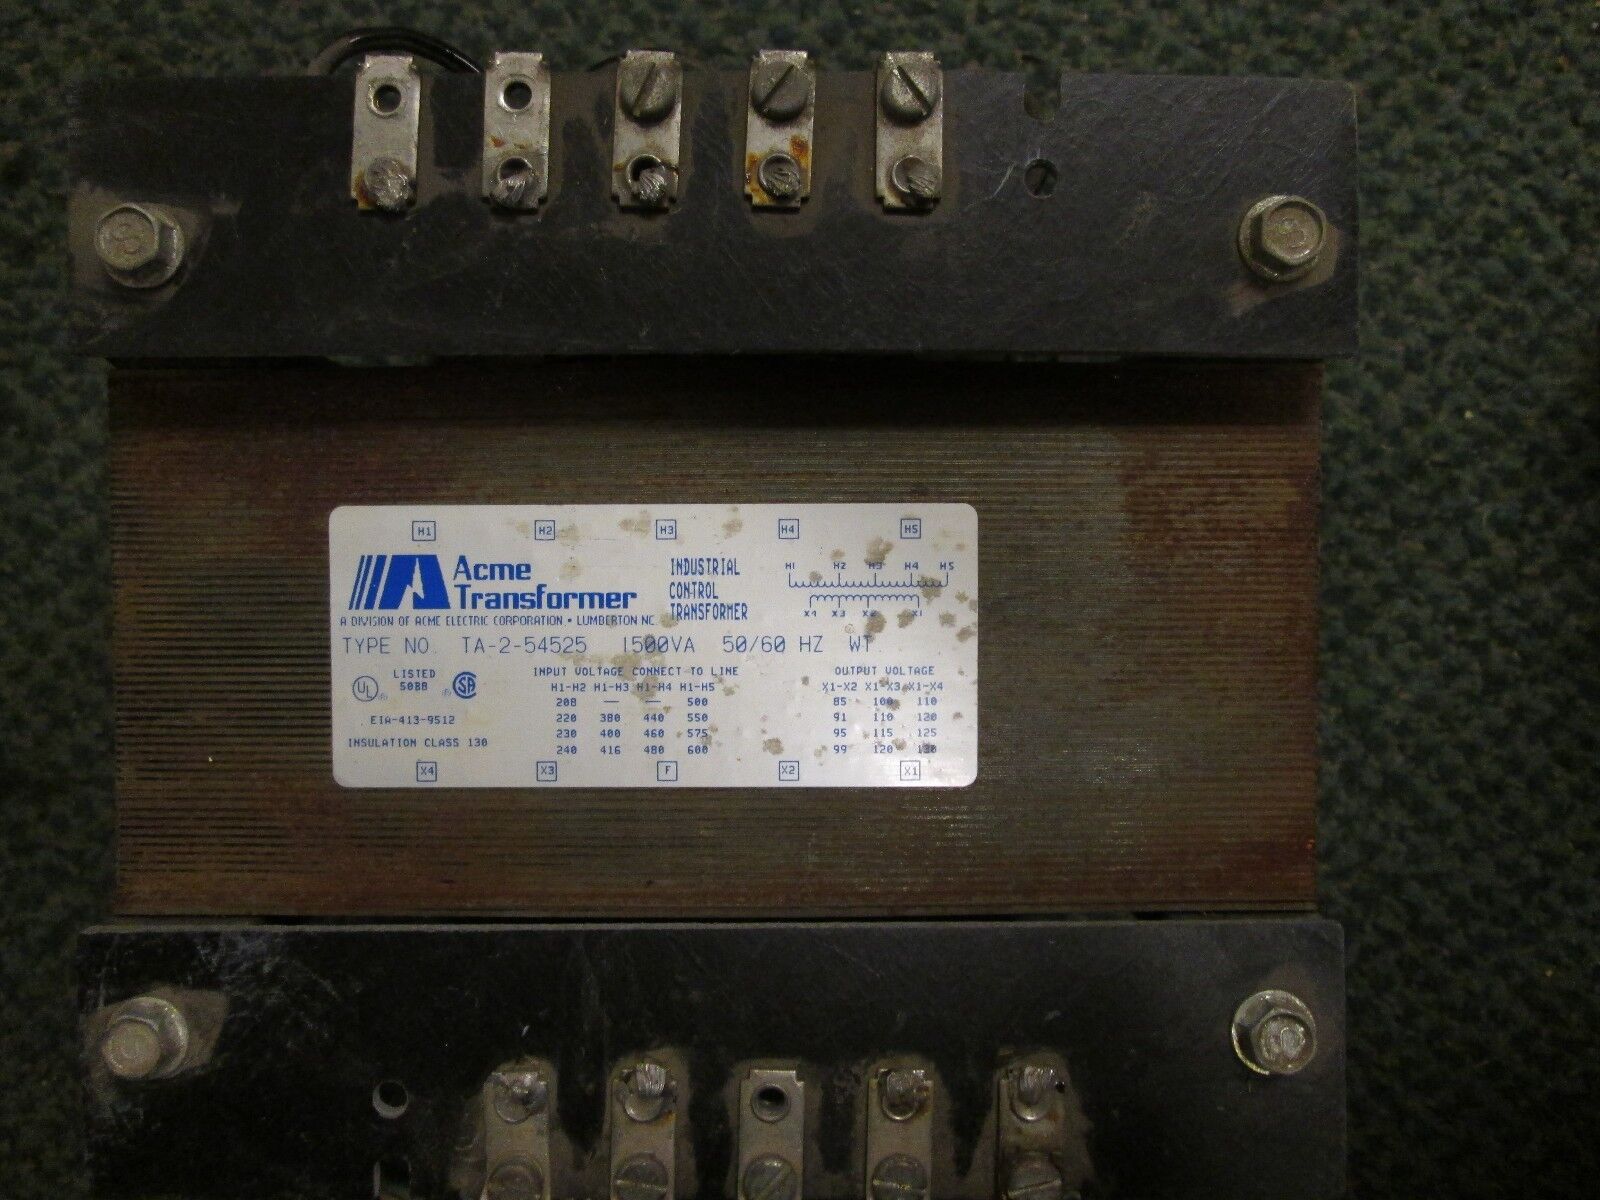 H1 H2 H3 H4 H5
Acme
Transformer
INDUSTRIAL
CONTROL
TRANSFORMER
H1 H2 H3 H4 H5
X4 X3 X2 X1
A DIVISION OF ACME ELECTRIC CORPORATION • LUMBERTON NC
TYPE NO. TA-2-54525 1500VA 50/60 HZ WT.
UL ® LISTED 50BB ® SA
EIA-413-9512
INSULATION CLASS 130
INPUT VOLTAGE CONNECT TO LINE
H1-H2 H1-H3 H1-H4 H1-H5
208 — — 500
220 380 440 550
230 400 460 575
240 416 480 600
OUTPUT VOLTAGE
X1-X2 X1-X3 X1-X4
85 100 110
91 110 120
95 115 125
99 120 130
X4 X3 F X2 X1